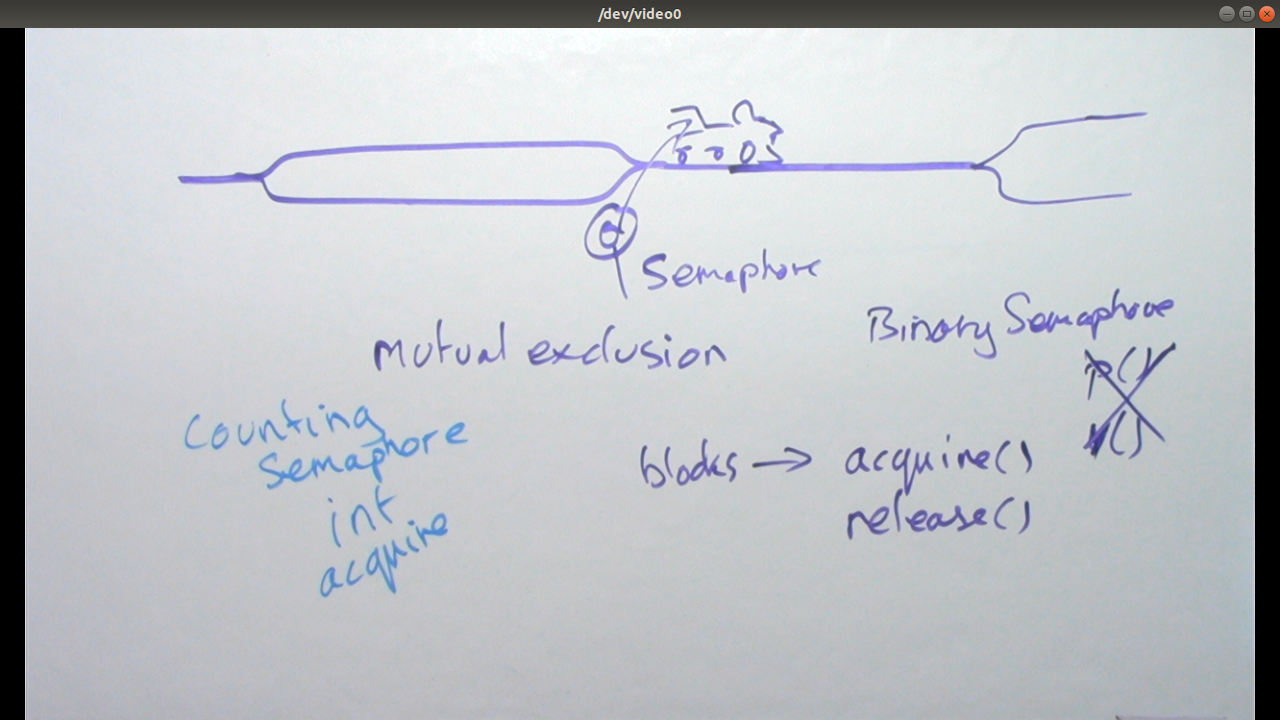 /dev/video0
Semaphore
Binary Semaphore
Mutual exclusion
P()
V()
Counting
Semaphore
int
acquire
blocks → acquire()
release()